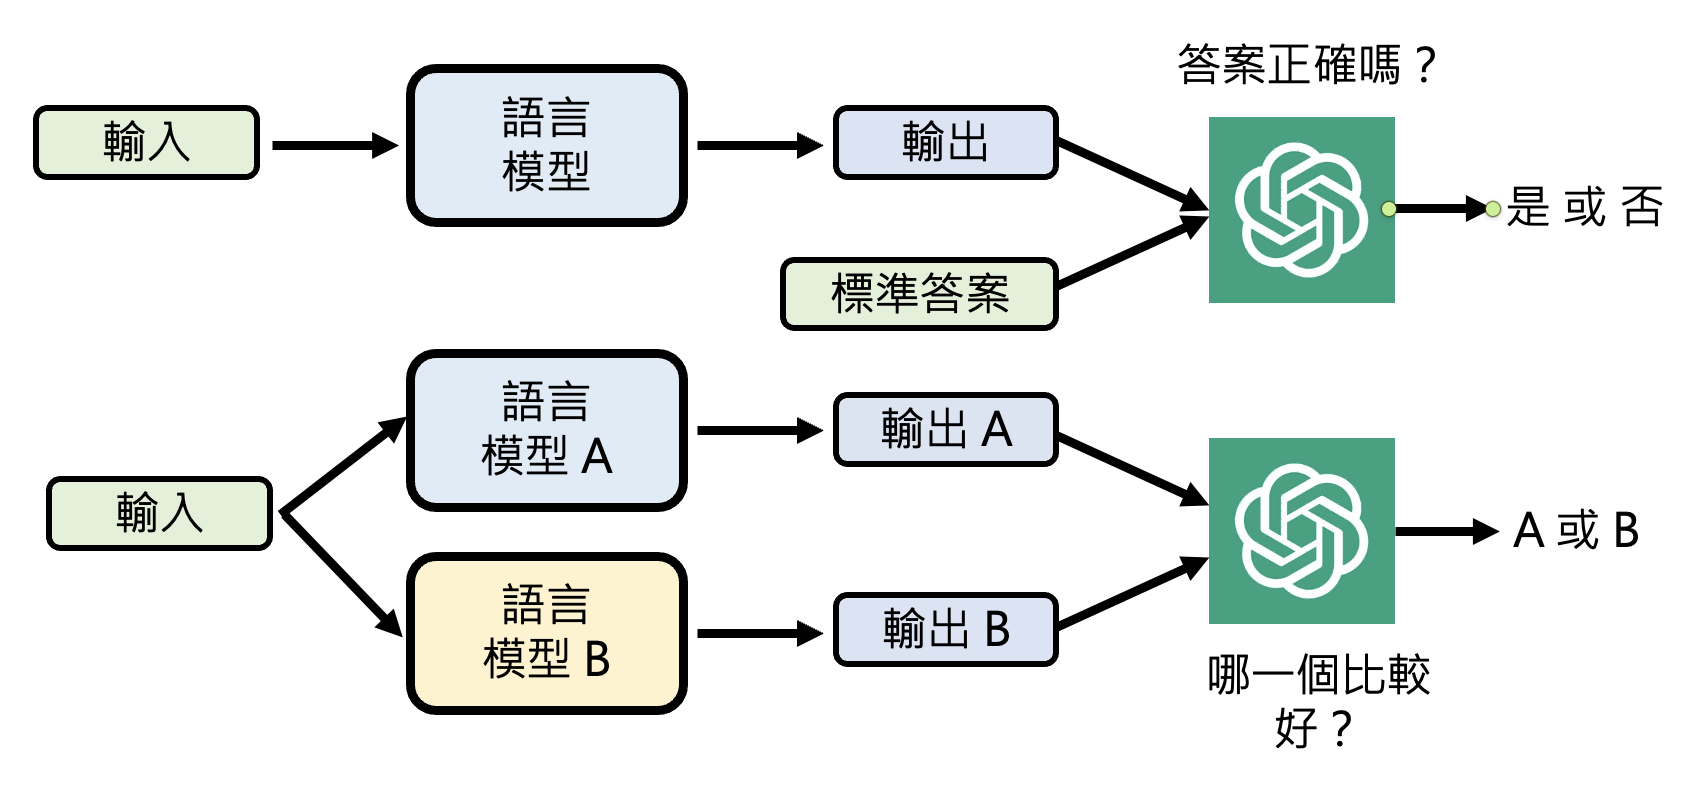 答案正確嗎？
輸入
語言
模型
輸出
是 或 否
標準答案
語言
模型 A
輸出 A
輸入
A 或 B
語言
模型 B
輸出 B
哪一個比較
好？